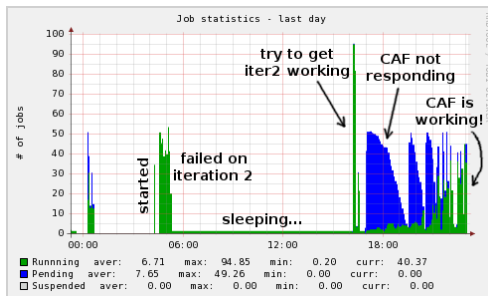 Job statistics - last day
# of jobs
100
90
80
70
60
50
40
30
20
10
0
00:00 06:00 12:00 18:00
started
failed on
iteration 2
sleeping...
try to get
iter2 working
CAF not
responding
CAF is
working!
Runnning aver: 6.71 max: 94.85 min: 0.20 curr: 40.37
Pending aver: 7.65 max: 49.26 min: 0.00 curr: 0.00
Suspended aver: 0.00 max: 0.00 min: 0.00 curr: 0.00